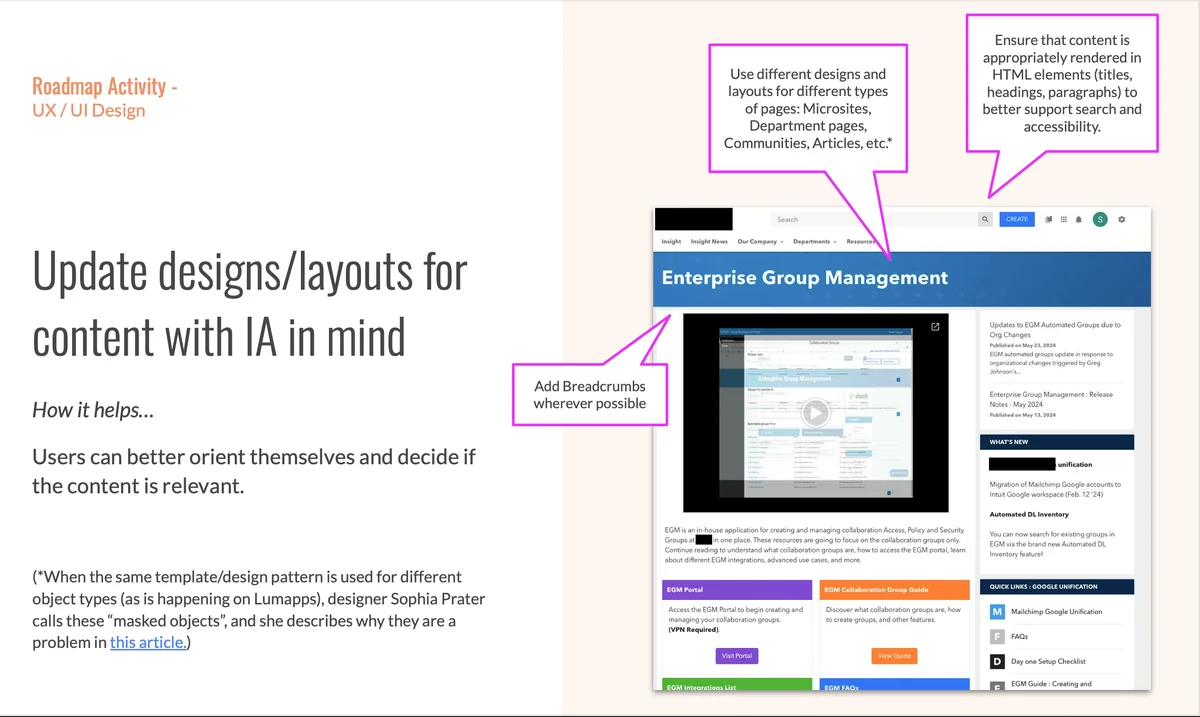 Roadmap Activity -
UX / UI Design
Update designs/layouts for
content with IA in mind
How it helps...
Users can better orient themselves and decide if
the content is relevant.
(*When the same template/design pattern is used for different
object types (as is happening on Lumapps), designer Sophia Prater
calls these “masked objects”, and she describes why they are a
problem in this article.)
Use different designs and
layouts for different types
of pages: Microsites,
Department pages,
Communities, Articles, etc.*
Ensure that content is
appropriately rendered in
HTML elements (titles,
headings, paragraphs) to
better support search and
accessibility.
Add Breadcrumbs
wherever possible
Search
CREATE
S
Insight
Insight News
Our Company
Departments
Resources
Enterprise Group Management
Enterprise Group Management
slack
EGM is an in-house application for creating and managing collaboration Access, Policy and Security
Groups at
in one place. These resources are going to focus on the collaboration groups only.
Continue reading to understand what collaboration groups are, how to access the EGM portal, learn
about different EGM integrations, advanced use cases, and more.
EGM Portal
Access the EGM Portal to begin creating and
managing your collaboration groups.
(VPN Required).
Visit Portal
EGM Collaboration Group Guide
Discover what collaboration groups are, how
to create groups, and other features.
View Guide
EGM Integrations List
EGM FAQs
Updates to EGM Automated Groups due to
Org Changes
Published on May 23, 2024
EGM automated groups update in response to
organizational changes triggered by Greg
Johnson's...
Enterprise Group Management : Release
Notes - May 2024
Published on May 13, 2024
WHAT'S NEW
unification
Migration of Mailchimp Google accounts to
Intuit Google workspace (Feb. 12 '24)
Automated DL Inventory
You can now search for existing groups in
EGM via the brand new Automated DL
Inventory feature!
QUICK LINKS : GOOGLE UNIFICATION
M Mailchimp Google Unification
F FAQs
D Day one Setup Checklist
F EGM Guide : Creating and